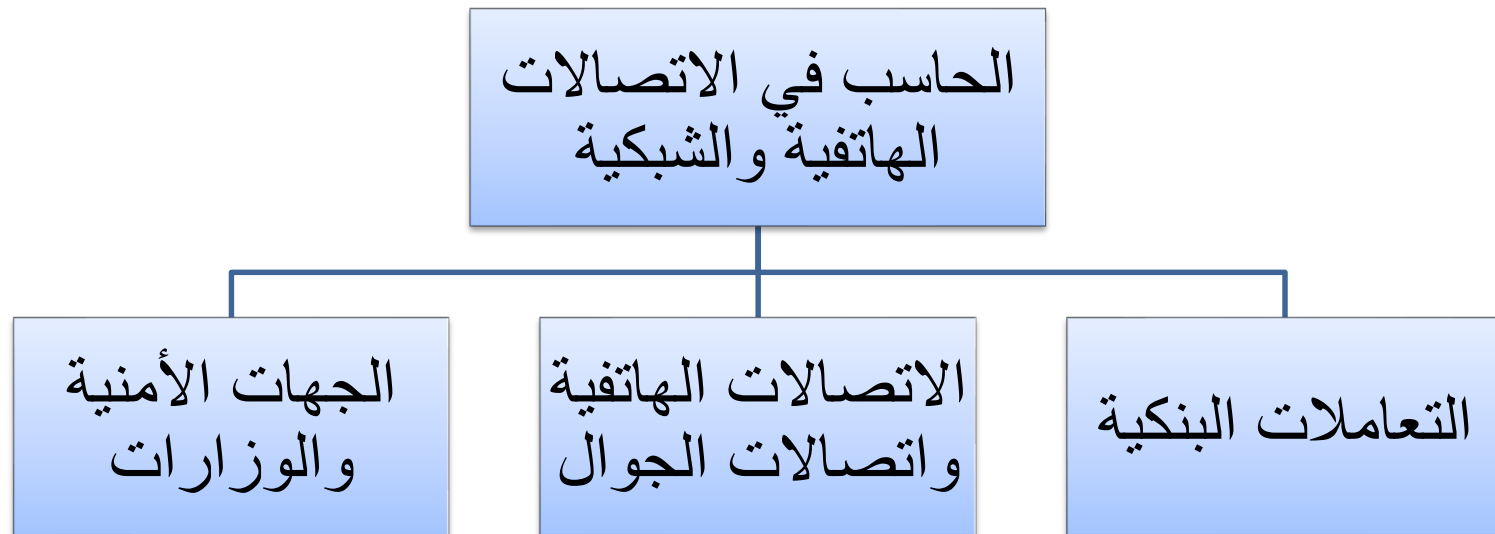 الحاسب في الاتصالات
الهاتفية والشبكية
التعاملات البنكية
الاتصالات الهاتفية
واتصالات الجوال
الجهات الأمنية
والوزارات